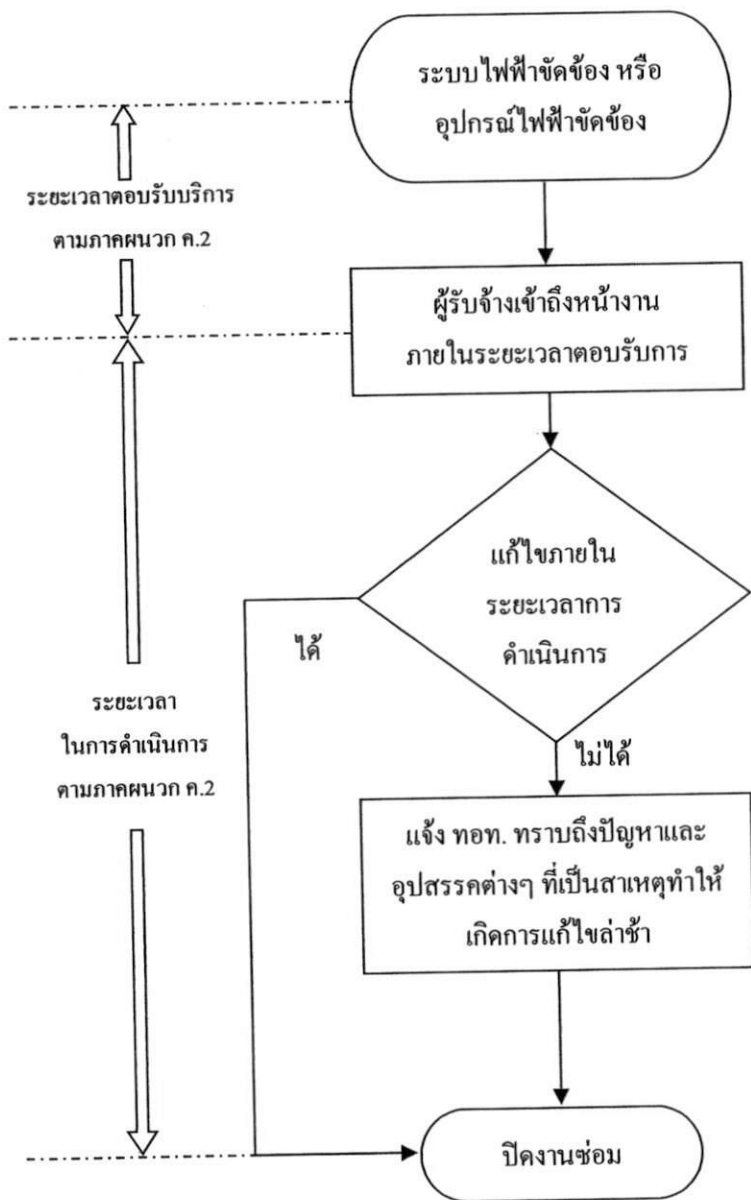 ระบบไฟฟ้าขัดข้อง หรือ
อุปกรณ์ไฟฟ้าขัดข้อง
ระยะเวลาตอบรับบริการ
ตามภาคผนวก ค.2
ผู้รับจ้างเข้าถึงหน้างาน
ภายในระยะเวลาตอบรับการ
แก้ไขภายใน
ระยะเวลาการ
ดำเนินการ
ได้
ระยะเวลา
ในการดำเนินการ
ตามภาคผนวก ค.2
ไม่ได้
แจ้ง ทอท. ทราบถึงปัญหาและ
อุปสรรคต่างๆ ที่เป็นสาเหตุทำให้
เกิดการแก้ไขล่าช้า
ปิดงานซ่อม